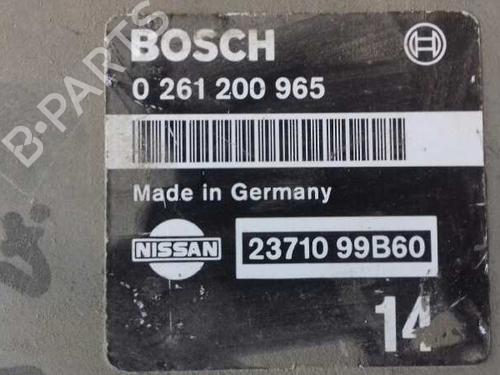 BOSCH
0 261 200 965
Made in Germany
NISSAN
23710 99B60
14
B-PARTS